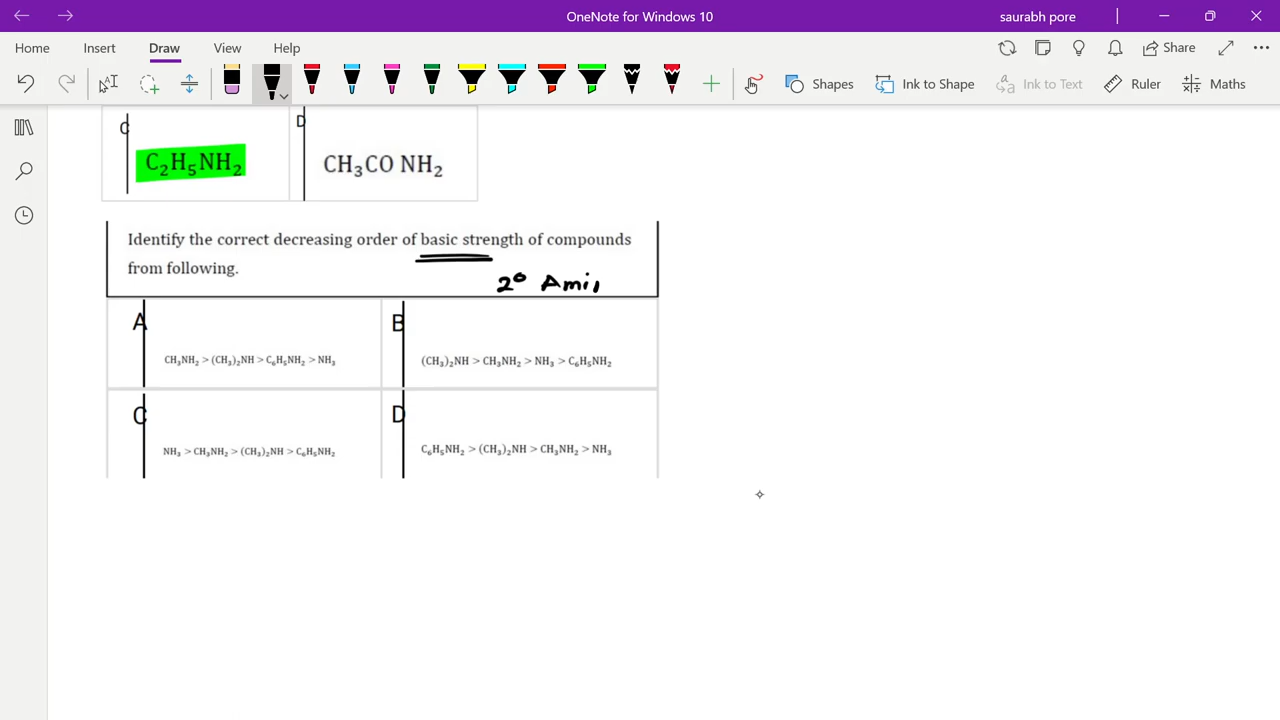 OneNote for Windows 10
saurabh pore
Home Insert Draw View Help
Share
Shapes Ink to Shape Ink to Text Ruler Maths
C
C₂H₅NH₂
D
CH₃CO NH₂
Identify the correct decreasing order of basic strength of compounds
from following.
2° Ami
A
CH₃NH₂ > (CH₃)₂NH > C₆H₅NH₂ > NH₃
B
(CH₃)₂NH > CH₃NH₂ > NH₃ > C₆H₅NH₂
C
NH₃ > CH₃NH₂ > (CH₃)₂NH > C₆H₅NH₂
D
C₆H₅NH₂ > (CH₃)₂NH > CH₃NH₂ > NH₃